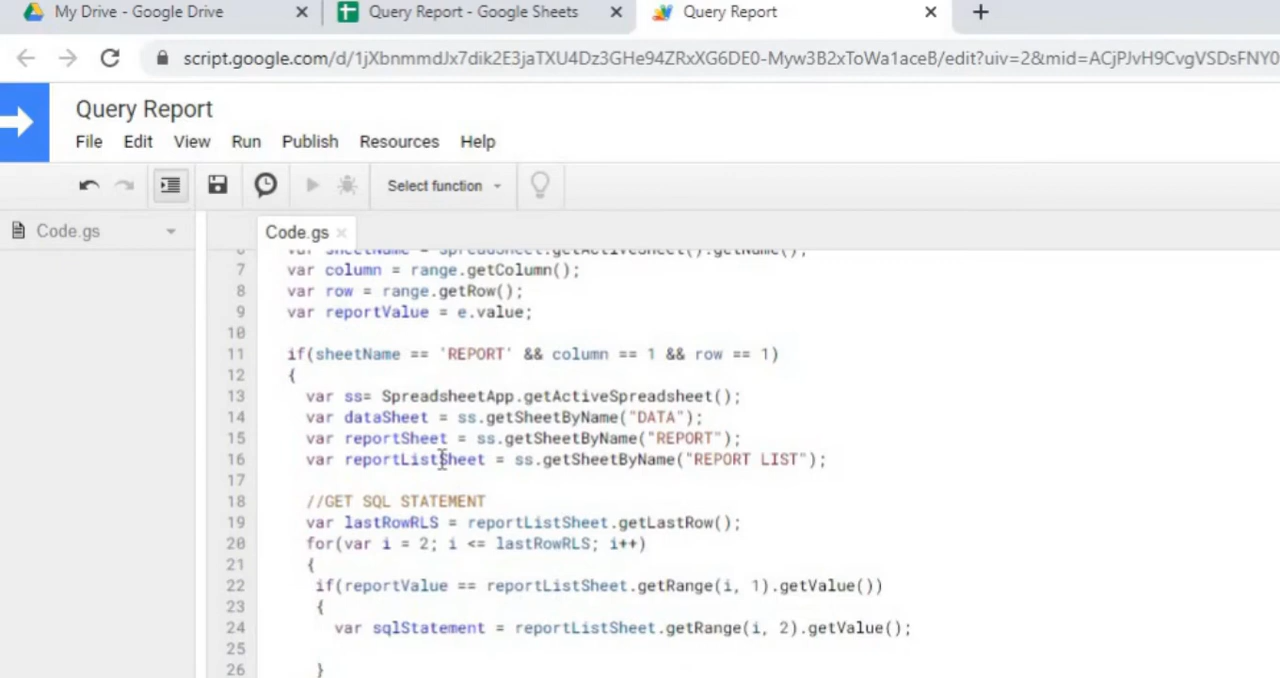 My Drive - Google Drive
Query Report - Google Sheets
Query Report
script.google.com/d/1jXbnmmdJx7dik2E3jaTXU4Dz3GHe94ZRxXG6DE0-Myw3B2xToWa1aceB/edit?uiv=2&mid=ACjPJvH9CvgVSDsFNY0
Query Report
File Edit View Run Publish Resources Help
Select function
Code.gs
Code.gs
6 var sheetName = spreadsheet.getActiveSheet().getName();
7 var column = range.getColumn();
8 var row = range.getRow();
9 var reportValue = e.value;
10
11 if(sheetName == 'REPORT' && column == 1 && row == 1)
12 {
13 var ss= SpreadsheetApp.getActiveSpreadsheet();
14 var dataSheet = ss.getSheetByName("DATA");
15 var reportSheet = ss.getSheetByName("REPORT");
16 var reportListSheet = ss.getSheetByName("REPORT LIST");
17
18 //GET SQL STATEMENT
19 var lastRowRLS = reportListSheet.getLastRow();
20 for(var i = 2; i <= lastRowRLS; i++)
21 {
22 if(reportValue == reportListSheet.getRange(i, 1).getValue())
23 {
24 var sqlStatement = reportListSheet.getRange(i, 2).getValue();
25
26 }